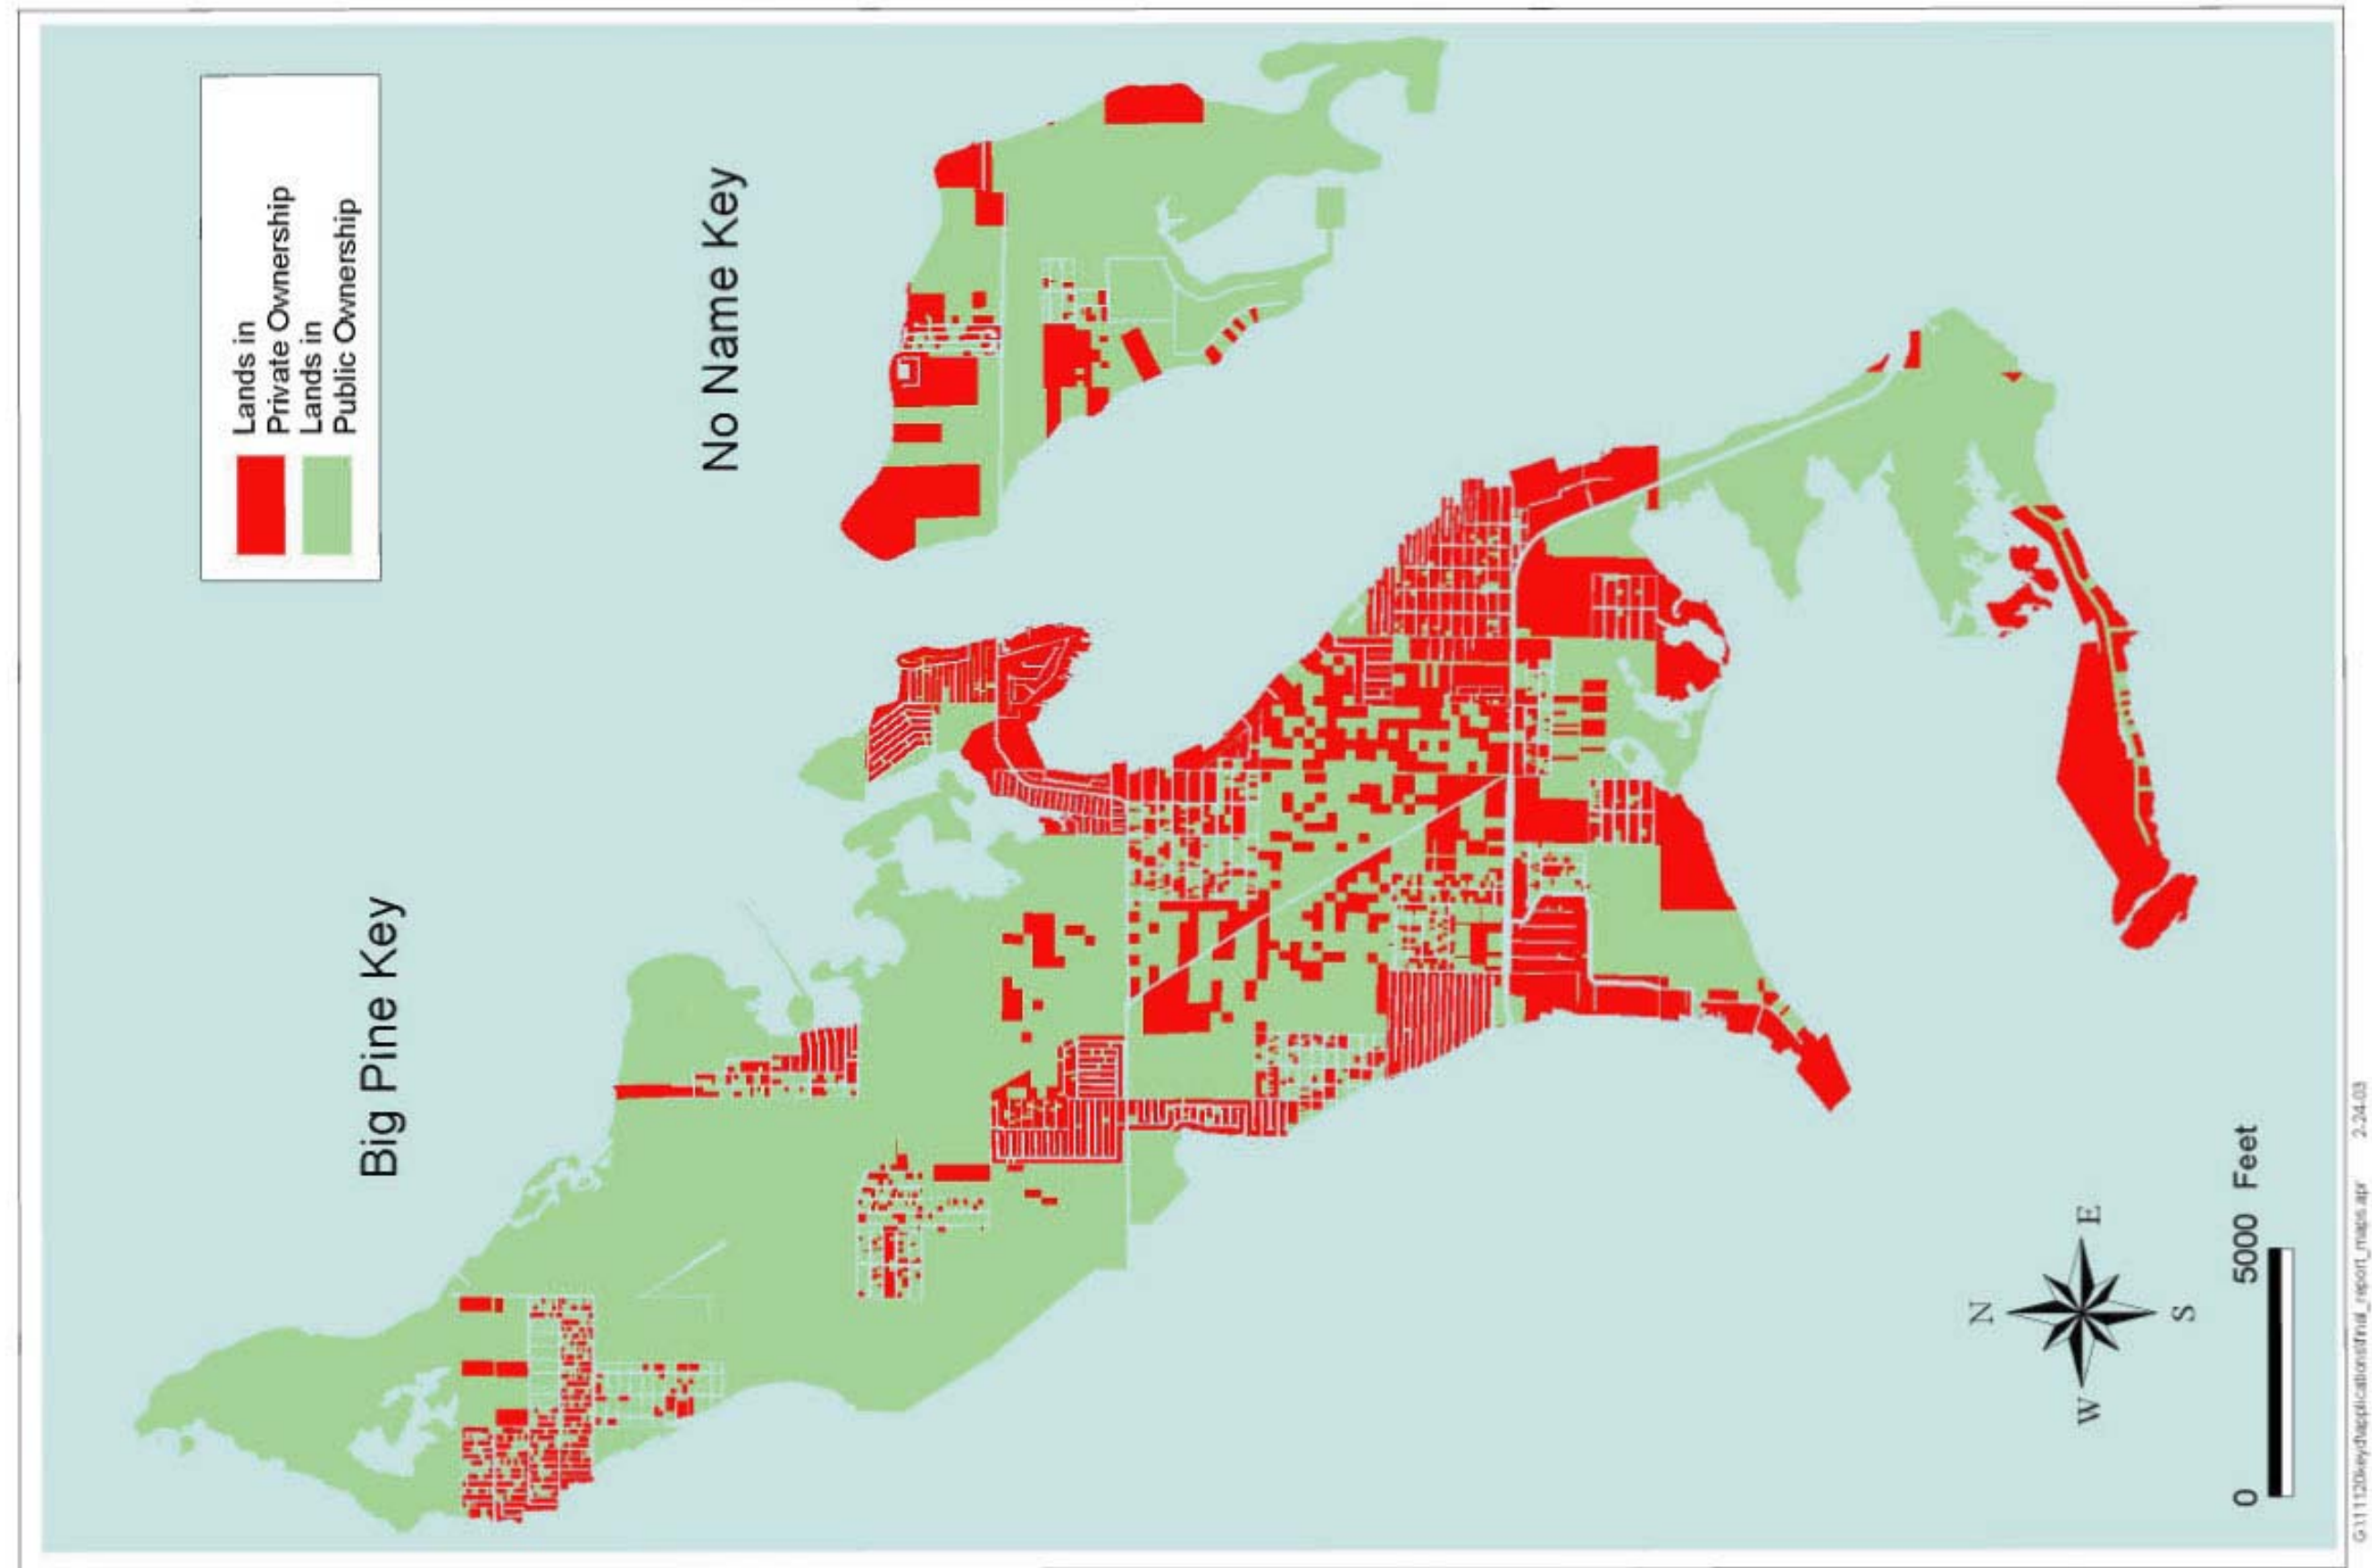 Lands in
Private Ownership
Lands in
Public Ownership
No Name Key
Big Pine Key
N
W
E
S
0
5000 Feet
2-24-03